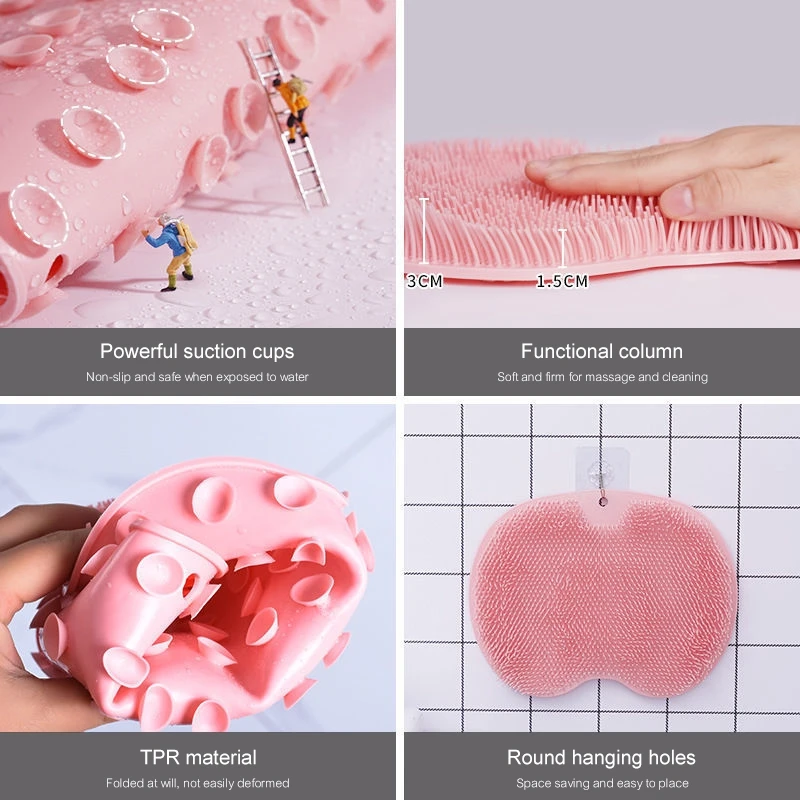 3CM
1.5CM
Powerful suction cups
Non-slip and safe when exposed to water
Functional column
Soft and firm for massage and cleaning
TPR material
Folded at will, not easily deformed
Round hanging holes
Space saving and easy to place